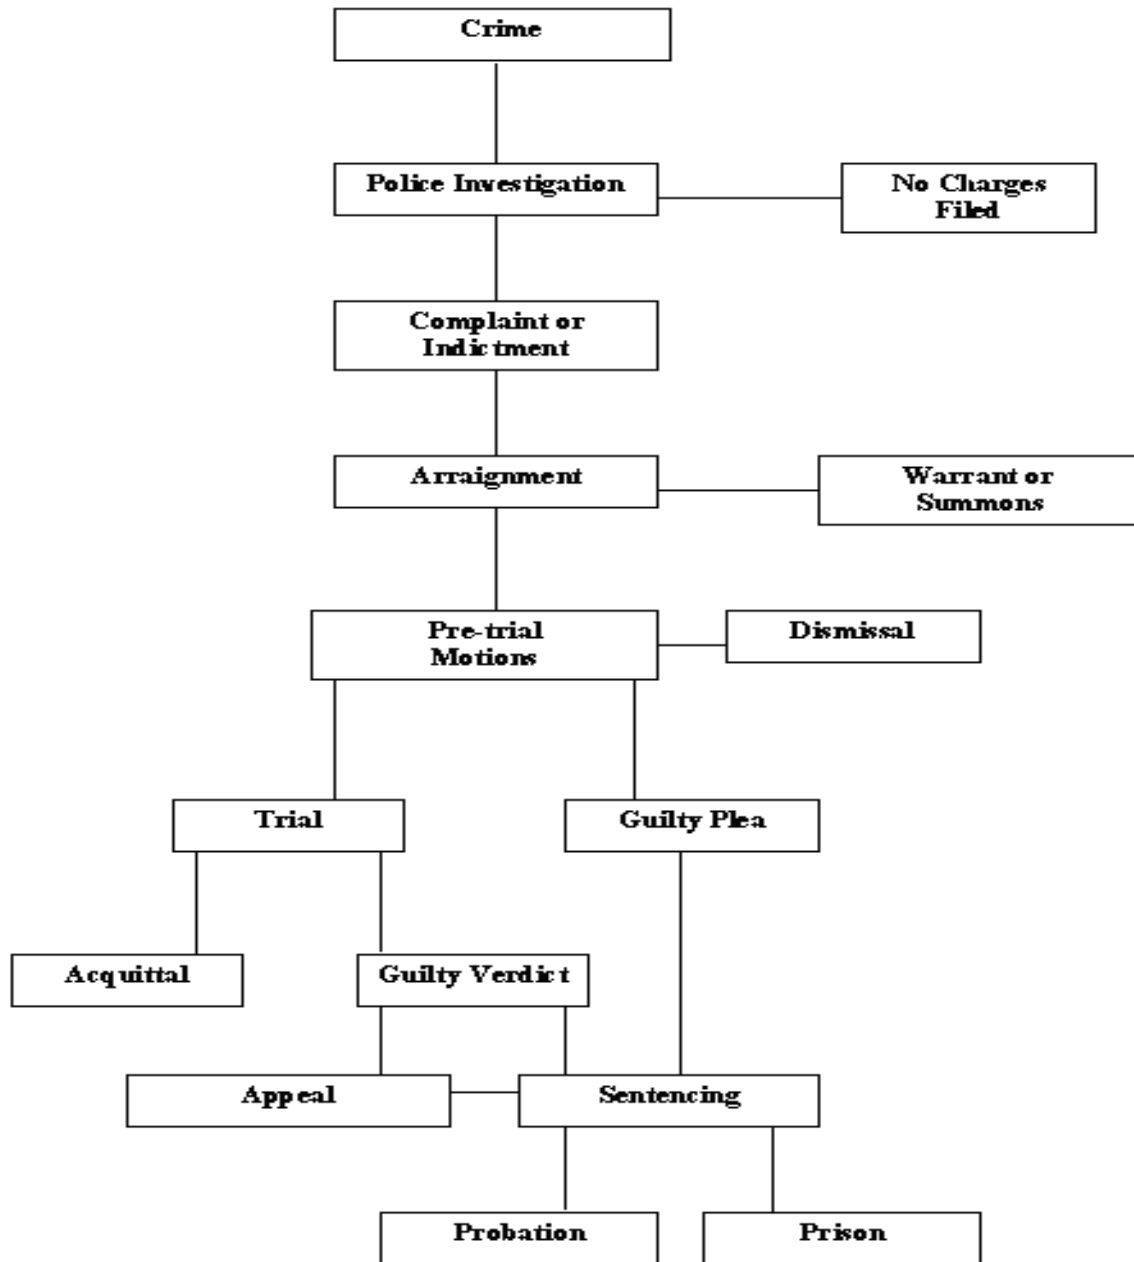 Crime
Police Investigation
No Charges
Filed
Complaint or
Indictment
Arraignment
Warrant or
Summons
Pre-trial
Motions
Dismissal
Trial
Guilty Plea
Acquittal
Guilty Verdict
Appeal
Sentencing
Probation
Prison